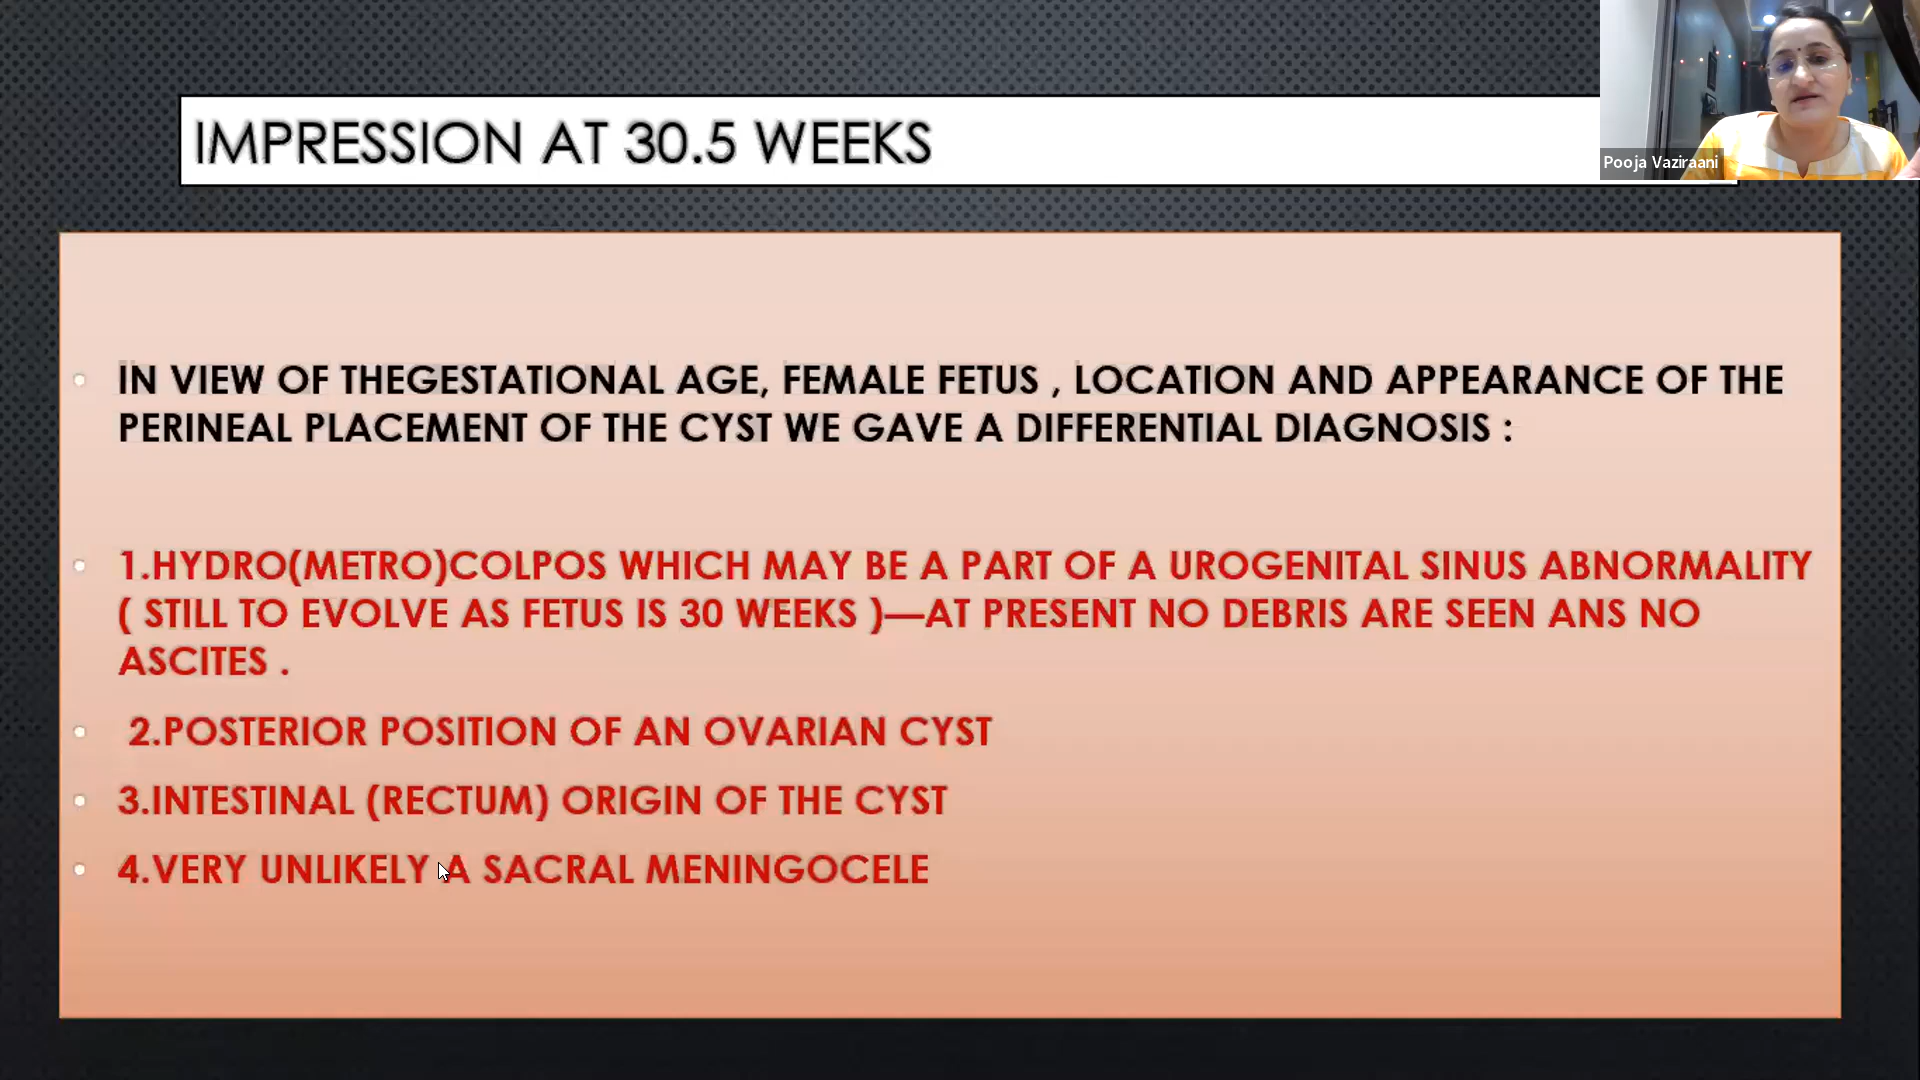 IMPRESSION AT 30.5 WEEKS
Pooja Vaziraani
IN VIEW OF THEGESTATIONAL AGE, FEMALE FETUS , LOCATION AND APPEARANCE OF THE
PERINEAL PLACEMENT OF THE CYST WE GAVE A DIFFERENTIAL DIAGNOSIS :
1.HYDRO(METRO)COLPOS WHICH MAY BE A PART OF A UROGENITAL SINUS ABNORMALITY
( STILL TO EVOLVE AS FETUS IS 30 WEEKS )—AT PRESENT NO DEBRIS ARE SEEN ANS NO
ASCITES .
2.POSTERIOR POSITION OF AN OVARIAN CYST
3.INTESTINAL (RECTUM) ORIGIN OF THE CYST
4.VERY UNLIKELY A SACRAL MENINGOCELE